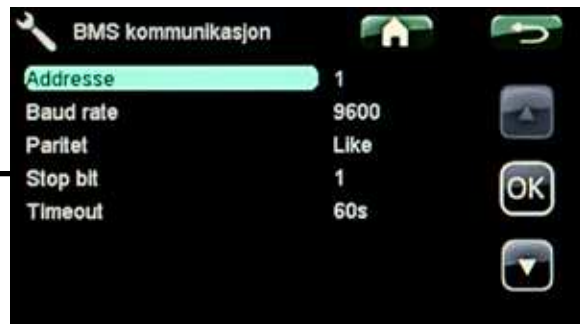 BMS kommunikasjon
Addresse 1
Baud rate 9600
Paritet Like
Stop bit 1
OK
Timeout 60s